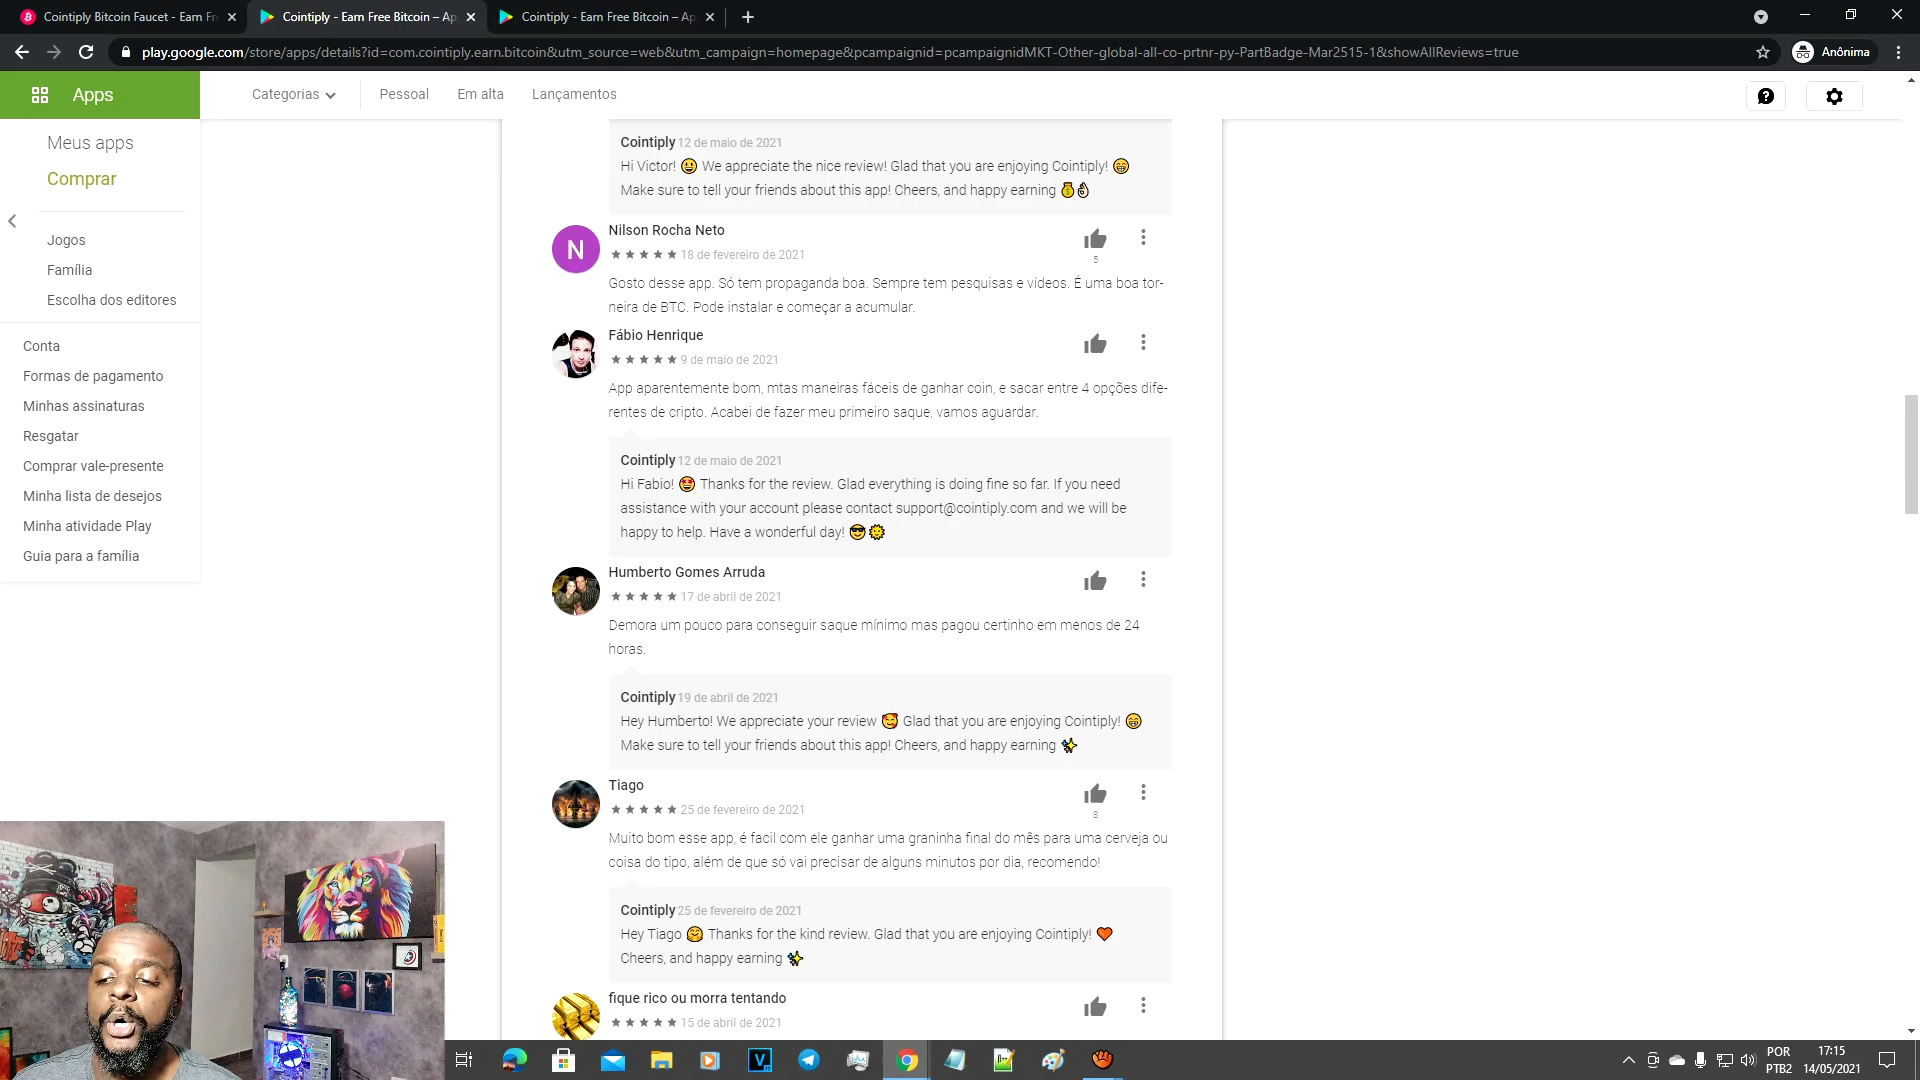 Cointiply Bitcoin Faucet - Earn Fr
Cointiply - Earn Free Bitcoin – Ap
Cointiply - Earn Free Bitcoin – Ap
play.google.com/store/apps/details?id=com.cointiply.earn.bitcoin&utm_source=web&utm_campaign=homepage&pcampaignid=pcampaignidMKT-Other-global-all-co-prtnr-py-PartBadge-Mar2515-1&showAllReviews=true
Anônima
Apps
Categorias
Pessoal
Em alta
Lançamentos
Meus apps
Comprar
Jogos
Família
Escolha dos editores
Conta
Formas de pagamento
Minhas assinaturas
Resgatar
Comprar vale-presente
Minha lista de desejos
Minha atividade Play
Guia para a família
Cointiply 12 de maio de 2021
Hi Victor! 😃 We appreciate the nice review! Glad that you are enjoying Cointiply! 😁
Make sure to tell your friends about this app! Cheers, and happy earning 💰👌
N
Nilson Rocha Neto
★★★★★ 18 de fevereiro de 2021
5
Gosto desse app. Só tem propaganda boa. Sempre tem pesquisas e vídeos. É uma boa tor-
neira de BTC. Pode instalar e começar a acumular.
Fábio Henrique
★★★★★ 9 de maio de 2021
App aparentemente bom, mtas maneiras fáceis de ganhar coin, e sacar entre 4 opções dife-
rentes de cripto. Acabei de fazer meu primeiro saque, vamos aguardar.
Cointiply 12 de maio de 2021
Hi Fabio! 🤩 Thanks for the review. Glad everything is doing fine so far. If you need
assistance with your account please contact support@cointiply.com and we will be
happy to help. Have a wonderful day! 😎🌞
Humberto Gomes Arruda
★★★★★ 17 de abril de 2021
Demora um pouco para conseguir saque mínimo mas pagou certinho em menos de 24
horas.
Cointiply 19 de abril de 2021
Hey Humberto! We appreciate your review 🥰 Glad that you are enjoying Cointiply! 😁
Make sure to tell your friends about this app! Cheers, and happy earning ✨
Tiago
★★★★★ 25 de fevereiro de 2021
8
Muito bom esse app, é facil com ele ganhar uma graninha final do mês para uma cerveja ou
coisa do tipo, além de que só vai precisar de alguns minutos por dia, recomendo!
Cointiply 25 de fevereiro de 2021
Hey Tiago 🤗 Thanks for the kind review. Glad that you are enjoying Cointiply! ❤
Cheers, and happy earning ✨
fique rico ou morra tentando
★★★★★ 15 de abril de 2021
POR
PTB2
17:15
14/05/2021